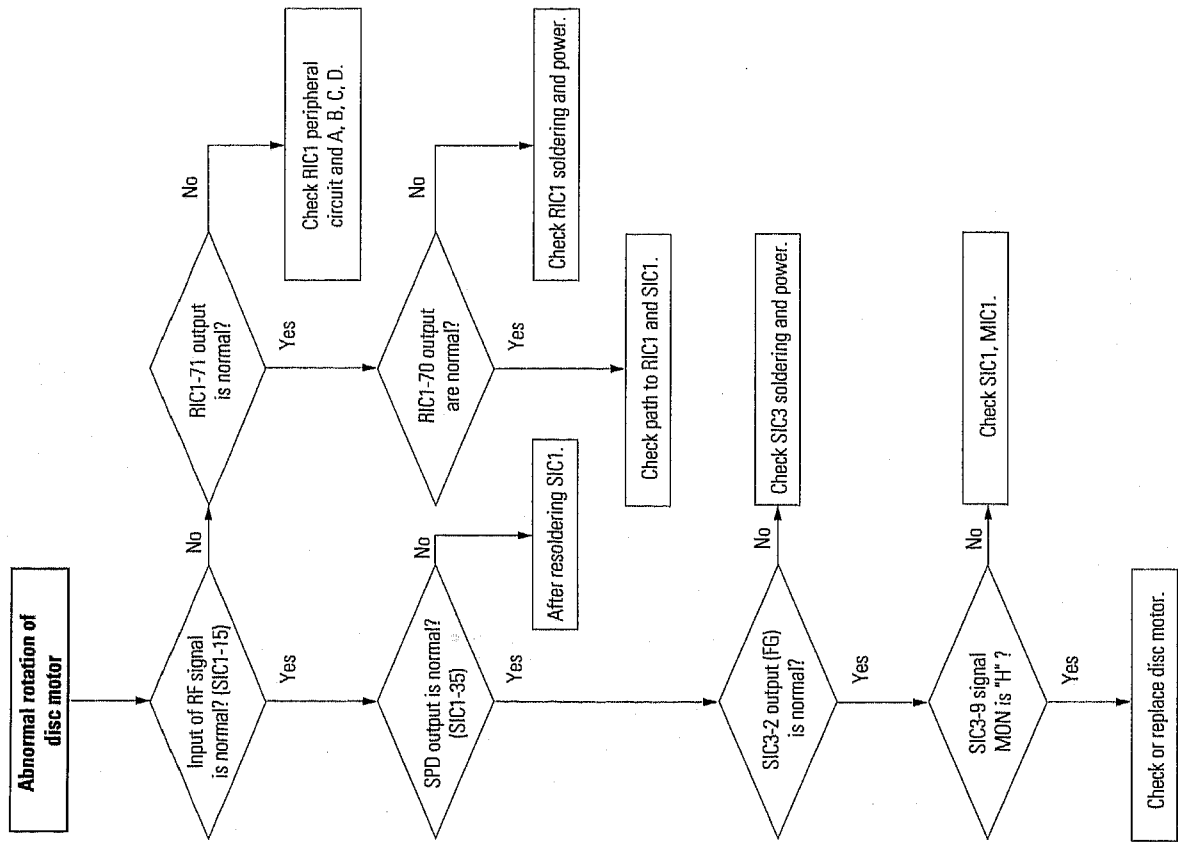 Abnormal rotation of
disc motor
Input of RF signal
is normal? (SIC1-15)
No
Yes
RIC1-71 output
is normal?
No
Yes
Check RIC1 peripheral
circuit and A, B, C, D.
RIC1-70 output
are normal?
No
Yes
Check RIC1 soldering and power.
Check path to RIC1 and SIC1.
SPD output is normal?
(SIC1-35)
No
Yes
After resoldering SIC1.
SIC3-2 output (FG)
is normal?
No
Yes
Check SIC3 soldering and power.
SIC3-9 signal
MON is "H" ?
No
Yes
Check SIC1, MIC1.
Check or replace disc motor.